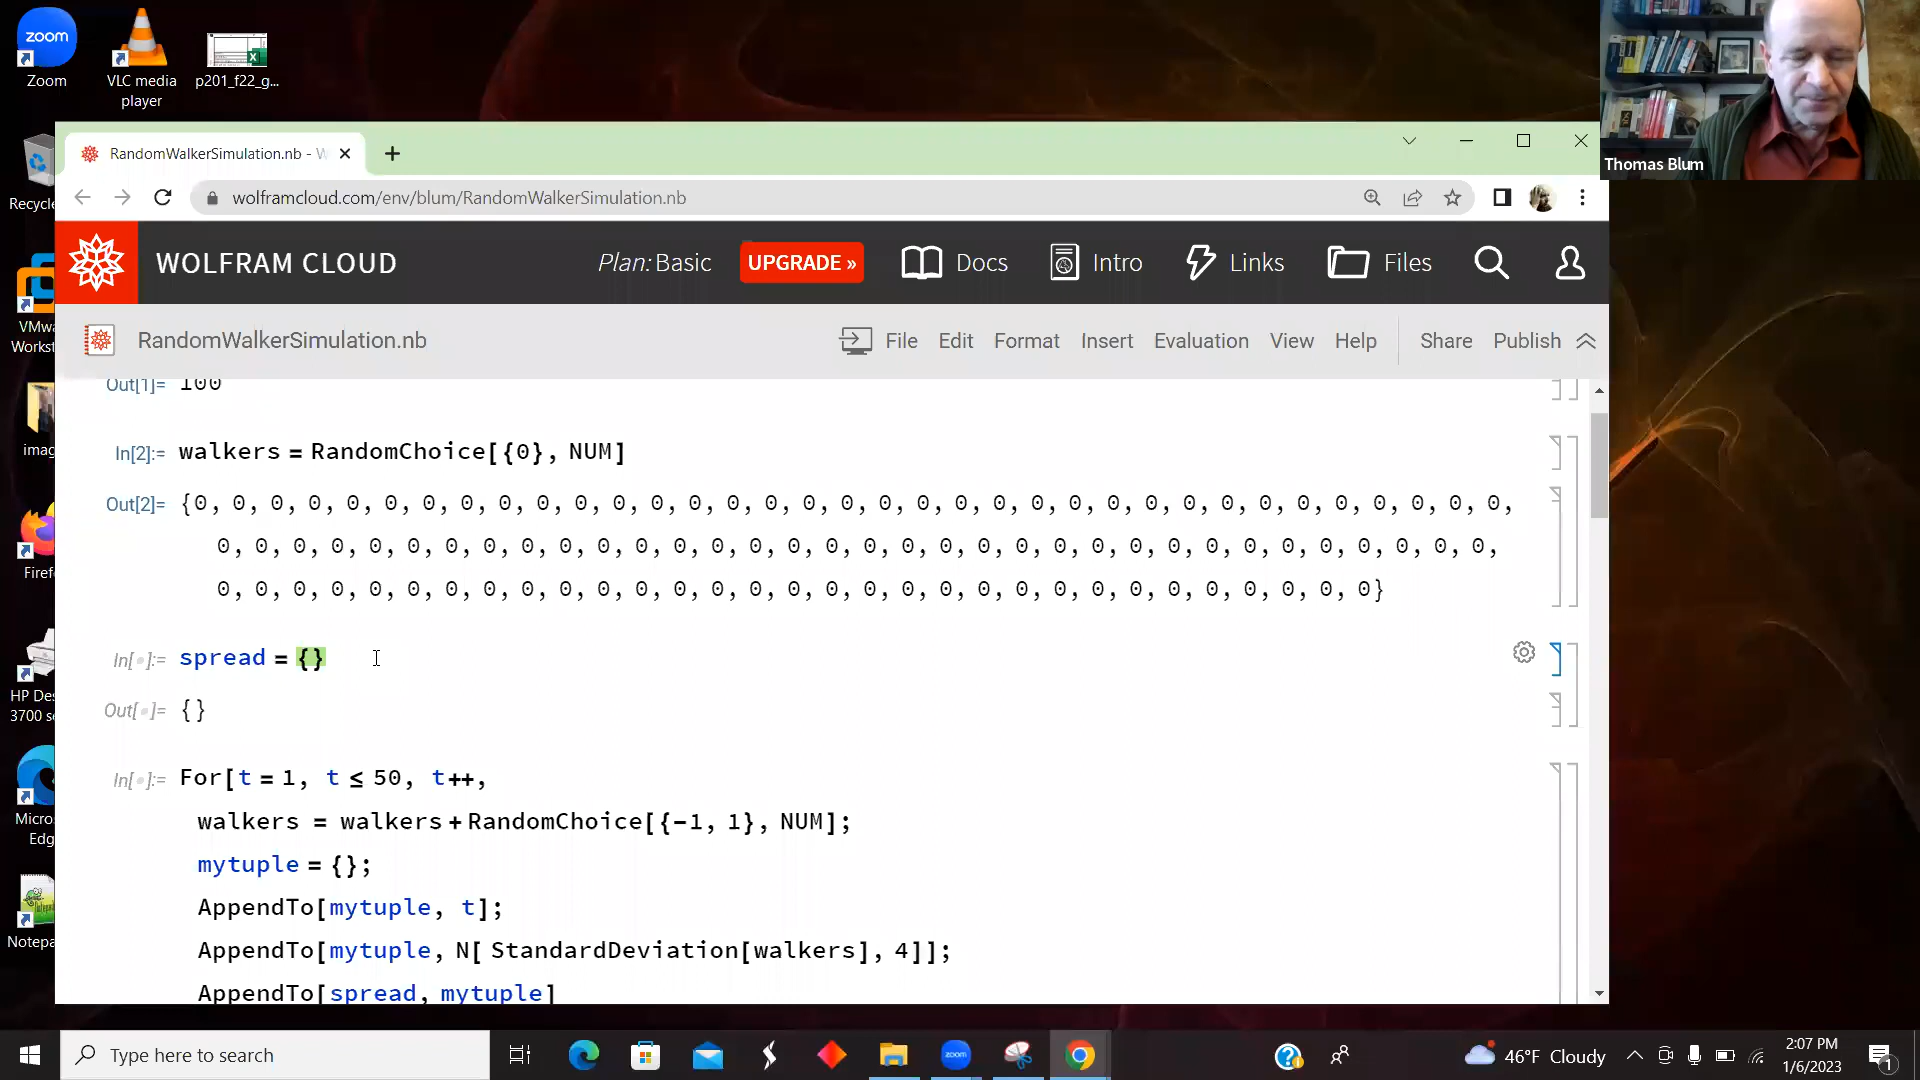 zoom
Zoom
VLC media
player
p201_f22_g...
Thomas Blum
RandomWalkerSimulation.nb - W
wolframcloud.com/env/blum/RandomWalkerSimulation.nb
WOLFRAM CLOUD
Plan: Basic
UPGRADE »
Docs
Intro
Links
Files
RandomWalkerSimulation.nb
File Edit Format Insert Evaluation View Help Share Publish
Recycle
VMwa
Workst
imag
Firef
HP Des
3700 se
Micro
Edg
Notepa
Out[1]= 100
In[2]:= walkers = RandomChoice[{0}, NUM]
Out[2]= {0, 0, 0, 0, 0, 0, 0, 0, 0, 0, 0, 0, 0, 0, 0, 0, 0, 0, 0, 0, 0, 0, 0, 0, 0, 0, 0, 0, 0, 0, 0, 0, 0, 0, 0,
0, 0, 0, 0, 0, 0, 0, 0, 0, 0, 0, 0, 0, 0, 0, 0, 0, 0, 0, 0, 0, 0, 0, 0, 0, 0, 0, 0, 0, 0, 0, 0, 0, 0,
0, 0, 0, 0, 0, 0, 0, 0, 0, 0, 0, 0, 0, 0, 0, 0, 0, 0, 0, 0, 0, 0, 0, 0, 0, 0, 0, 0, 0, 0, 0}
In[ ]:= spread = {}
Out[ ]= {}
In[ ]:= For[t = 1, t ≤ 50, t++,
walkers = walkers + RandomChoice[{-1, 1}, NUM];
mytuple = {};
AppendTo[mytuple, t];
AppendTo[mytuple, N[ StandardDeviation[walkers], 4]];
AppendTo[spread, mytuple]
Type here to search
zoom
46°F Cloudy
2:07 PM
1/6/2023
1